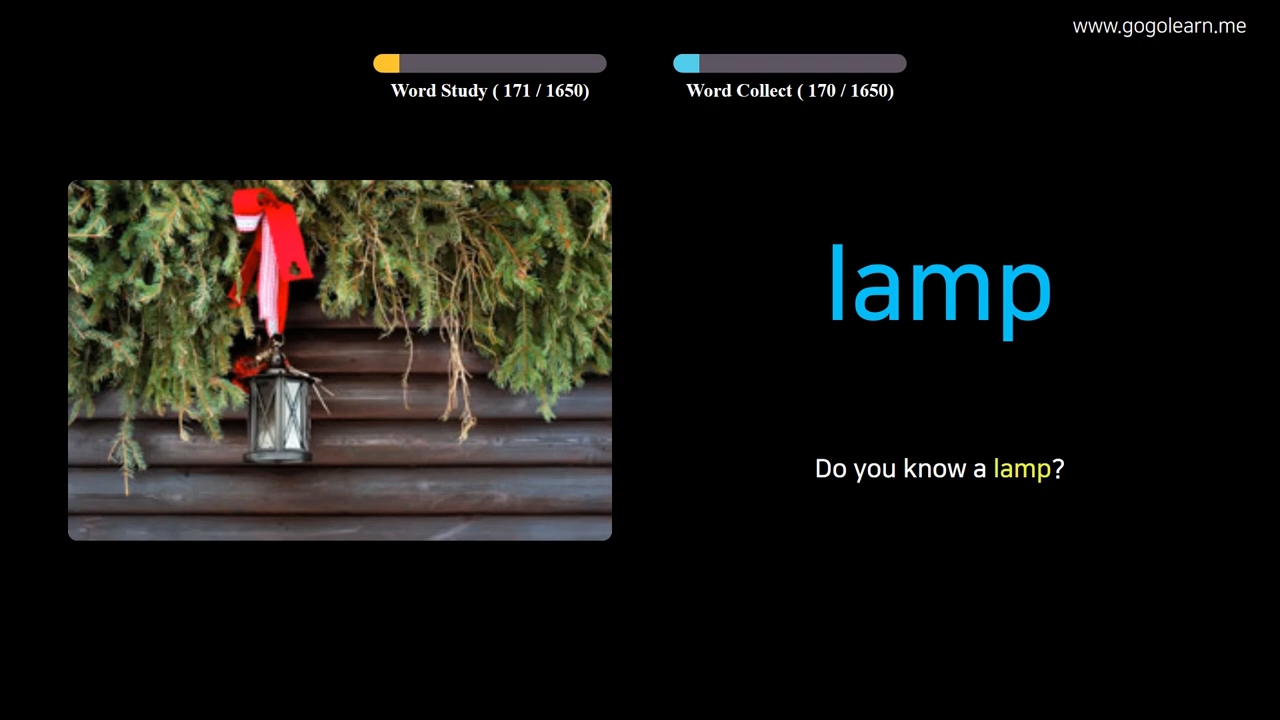 www.gogolearn.me
Word Study ( 171 / 1650)
Word Collect ( 170 / 1650)
lamp
Do you know a lamp?